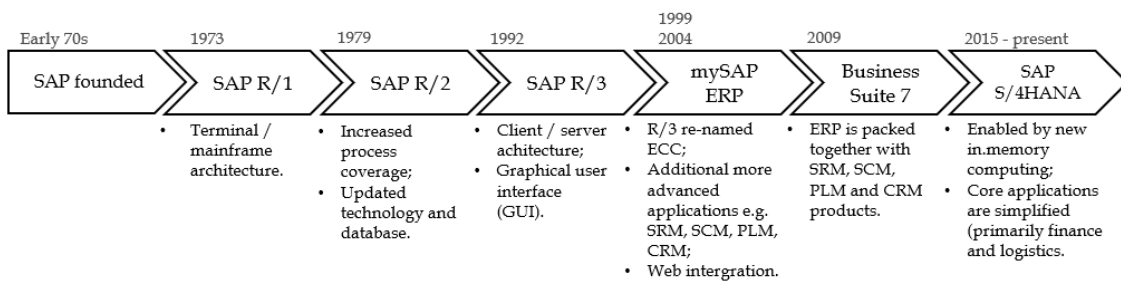 Early 70s
1973
1979
1992
1999
2004
2009
2015 - present
SAP founded
SAP R/1
SAP R/2
SAP R/3
mySAP
ERP
Business
Suite 7
SAP
S/4HANA
• Terminal /
mainframe
architecture.
• Increased
process
coverage;
• Updated
technology and
database.
• Client / server
achitecture;
• Graphical user
interface
(GUI).
• R/3 re-named
ECC;
• Additional more
advanced
applications e.g.
SRM, SCM, PLM,
CRM;
• Web intergration.
• ERP is packed
together with
SRM, SCM,
PLM and CRM
products.
• Enabled by new
in.memory
computing;
• Core applications
are simplified
(primarily finance
and logistics.